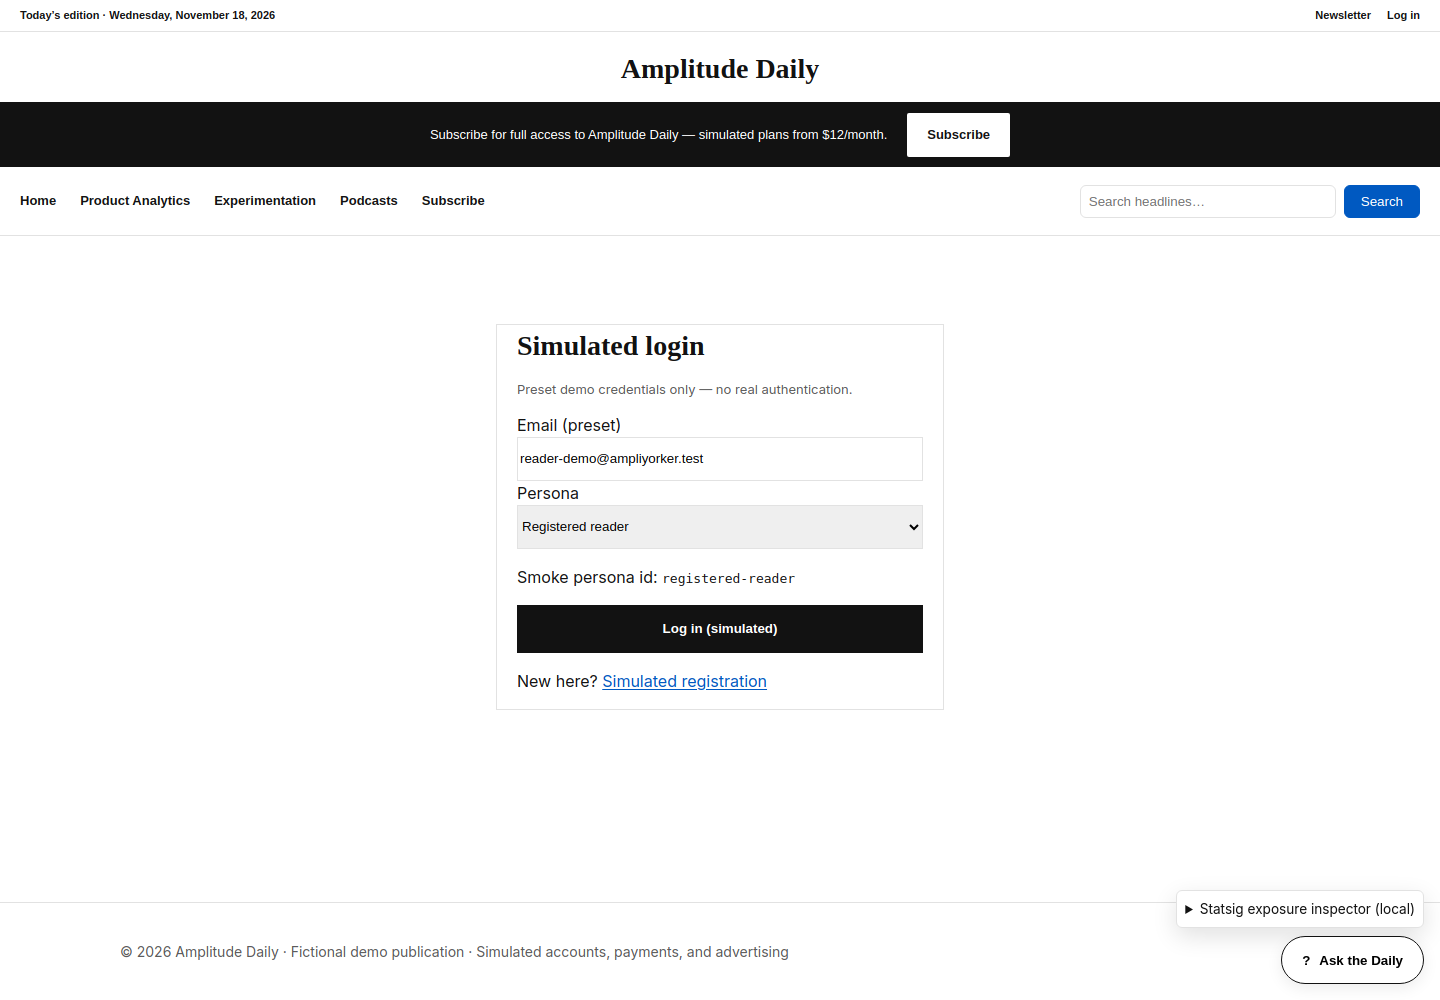 Today's edition · Wednesday, November 18, 2026
Newsletter
Log in
Amplitude Daily
Subscribe for full access to Amplitude Daily — simulated plans from $12/month.
Subscribe
Home
Product Analytics
Experimentation
Podcasts
Subscribe
Search headlines…
Search
Simulated login
Preset demo credentials only — no real authentication.
Email (preset)
reader-demo@ampliyorker.test
Persona
Registered reader
Smoke persona id: registered-reader
Log in (simulated)
New here? Simulated registration
▶ Statsig exposure inspector (local)
© 2026 Amplitude Daily · Fictional demo publication · Simulated accounts, payments, and advertising
? Ask the Daily